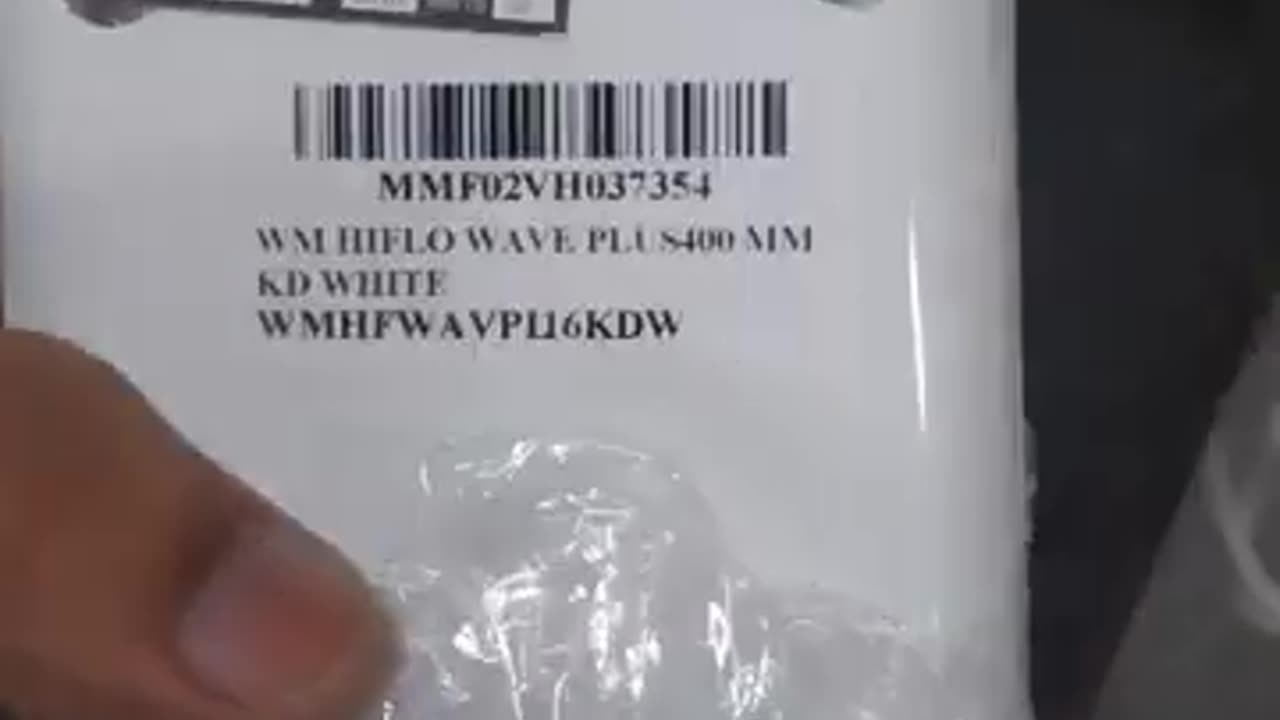 MMF02VH037354
WM HIFLO WAVE PLUS400 MM
KD WHITE
WMHFWAVPL16KDW